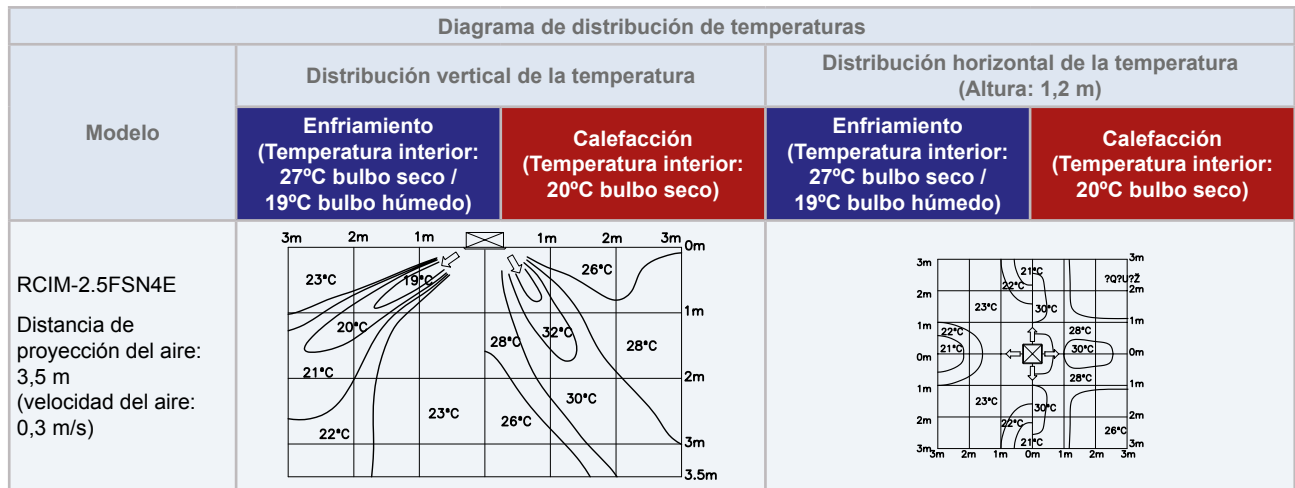 Diagrama de distribución de temperaturas
Modelo
Distribución vertical de la temperatura
Distribución horizontal de la temperatura
(Altura: 1,2 m)
Enfriamiento
(Temperatura interior:
27ºC bulbo seco /
19ºC bulbo húmedo)
Calefacción
(Temperatura interior:
20ºC bulbo seco)
Enfriamiento
(Temperatura interior:
27ºC bulbo seco /
19ºC bulbo húmedo)
Calefacción
(Temperatura interior:
20ºC bulbo seco)
RCIM-2.5FSN4E
Distancia de
proyección del aire:
3,5 m
(velocidad del aire:
0,3 m/s)
3m 2m 1m 1m 2m 3m 0m
23°C 19°C 26°C
1m
20°C 28°C 32°C 28°C
21°C
2m
23°C 26°C 30°C
22°C
3m
3.5m
3m 21°C 3m
?Q?U?Ž
22°C
2m 2m
23°C 30°C
1m 1m
22°C 28°C
21°C 30°C
0m 0m
28°C
1m 1m
23°C 30°C
2m 2m
22°C 26°C
21°C
3m 3m
3m 2m 1m 0m 1m 2m 3m